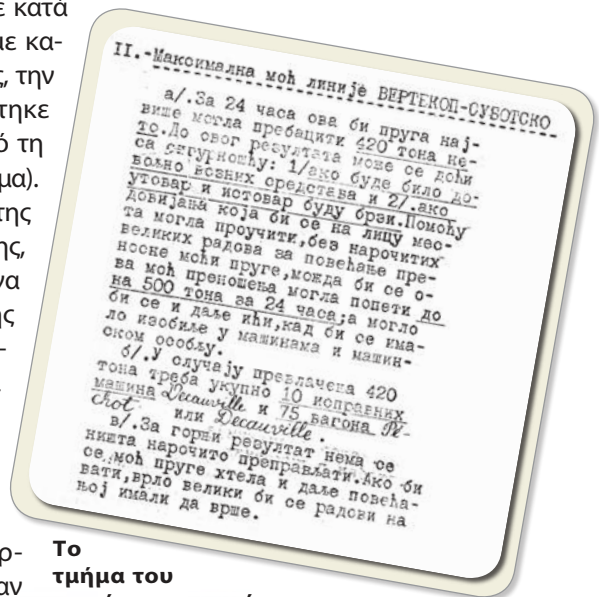 ε κατά
με κα-
ς, την
τηκε
ό τη
μα).
της
ης,
να
ης
-
.
II.-Максимална моћ линије ВЕРТЕКОП-СУБОТСКО
а/.За 24 часа ова би пруга нај-
више могла пребацити 420 тона ке-
то.До овог резултата може се доћи
са сигурношћу: 1/ако буде било до-
вољно возних средстава и 2/.ако
утовар и истовар буду брзи.Помоћу
довијања која би се на лицу мес-
та могла проучити,без нарочитих
великих радова за повећање пре-
носне моћи пруге,можда би се о-
ва моћ преношења могла попети до
на 500 тона за 24 часа;а могло
би се и даље ићи,кад би се има-
ло изобиље у машинама и машин-
ском особљу.
б/.У случају превлачења 420
тона треба укупно 10 исправних
машина Decauville и 75 вагона Pé-
chot или Decauville.
в/.За горњи резултат нема се
ништа нарочито преправљати.Ако би
се моћ пруге хтела и даље повећа-
вати,врло велики би се радови на
њој имали да врше.
ρ-
αν
Το
τμήμα του